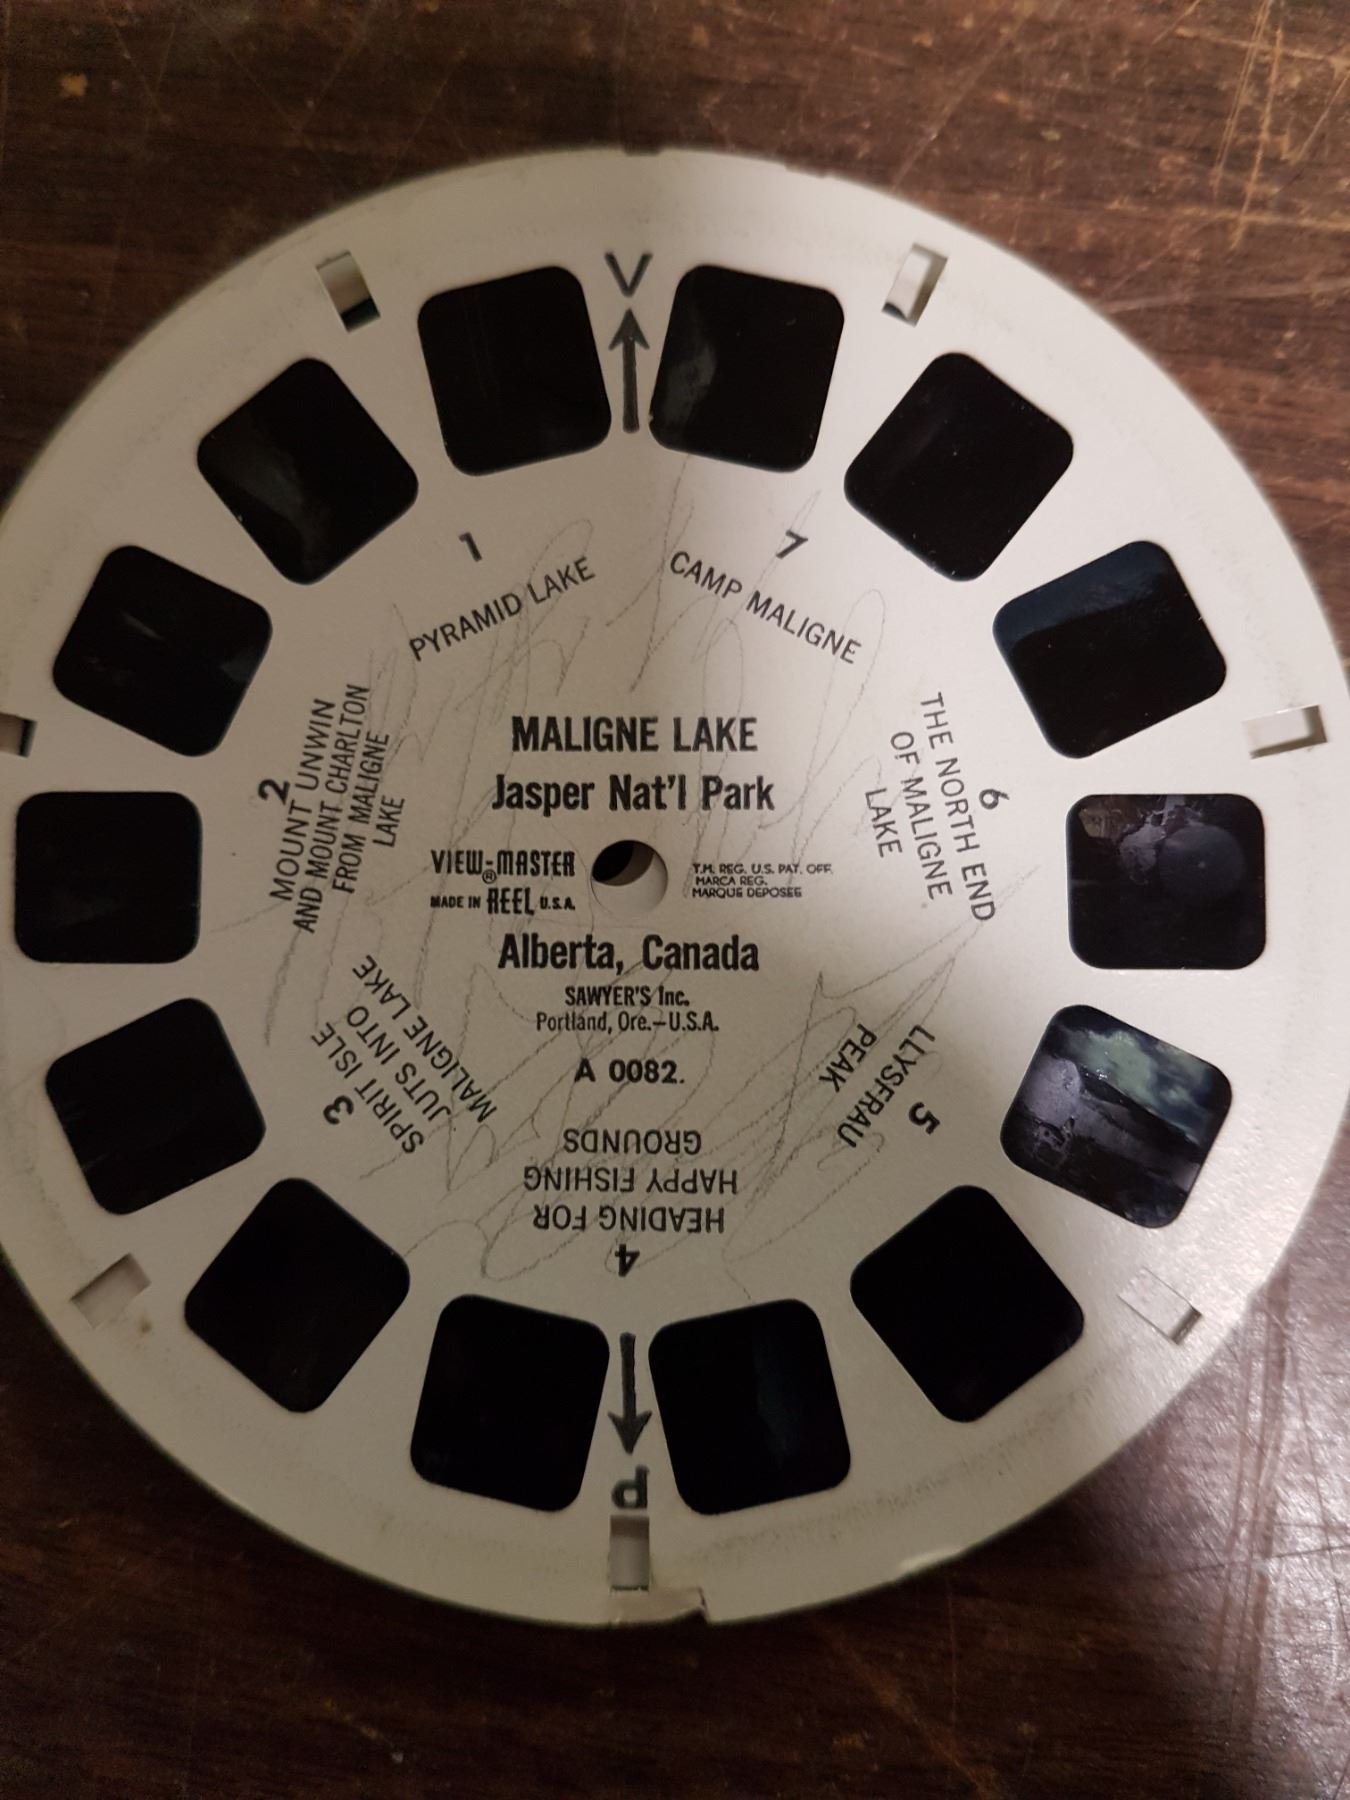 V
1
PYRAMID LAKE
7
CAMP MALIGNE
MALIGNE LAKE
Jasper Nat'l Park
VIEW-MASTER ®
MADE IN REEL U.S.A.
T.M. REG. U.S. PAT. OFF.
MARCA REG.
MARQUE DEPOSEE
Alberta, Canada
SAWYER'S Inc.
Portland, Ore.—U.S.A.
A 0082.
2
MOUNT UNWIN
AND MOUNT CHARLTON
FROM MALIGNE
LAKE
3
SPIRIT ISLE
JUTS INTO
MALIGNE LAKE
4
HEADING FOR
HAPPY FISHING
GROUNDS
5
LLYSFRAU
PEAK
6
THE NORTH END
OF MALIGNE
LAKE
P